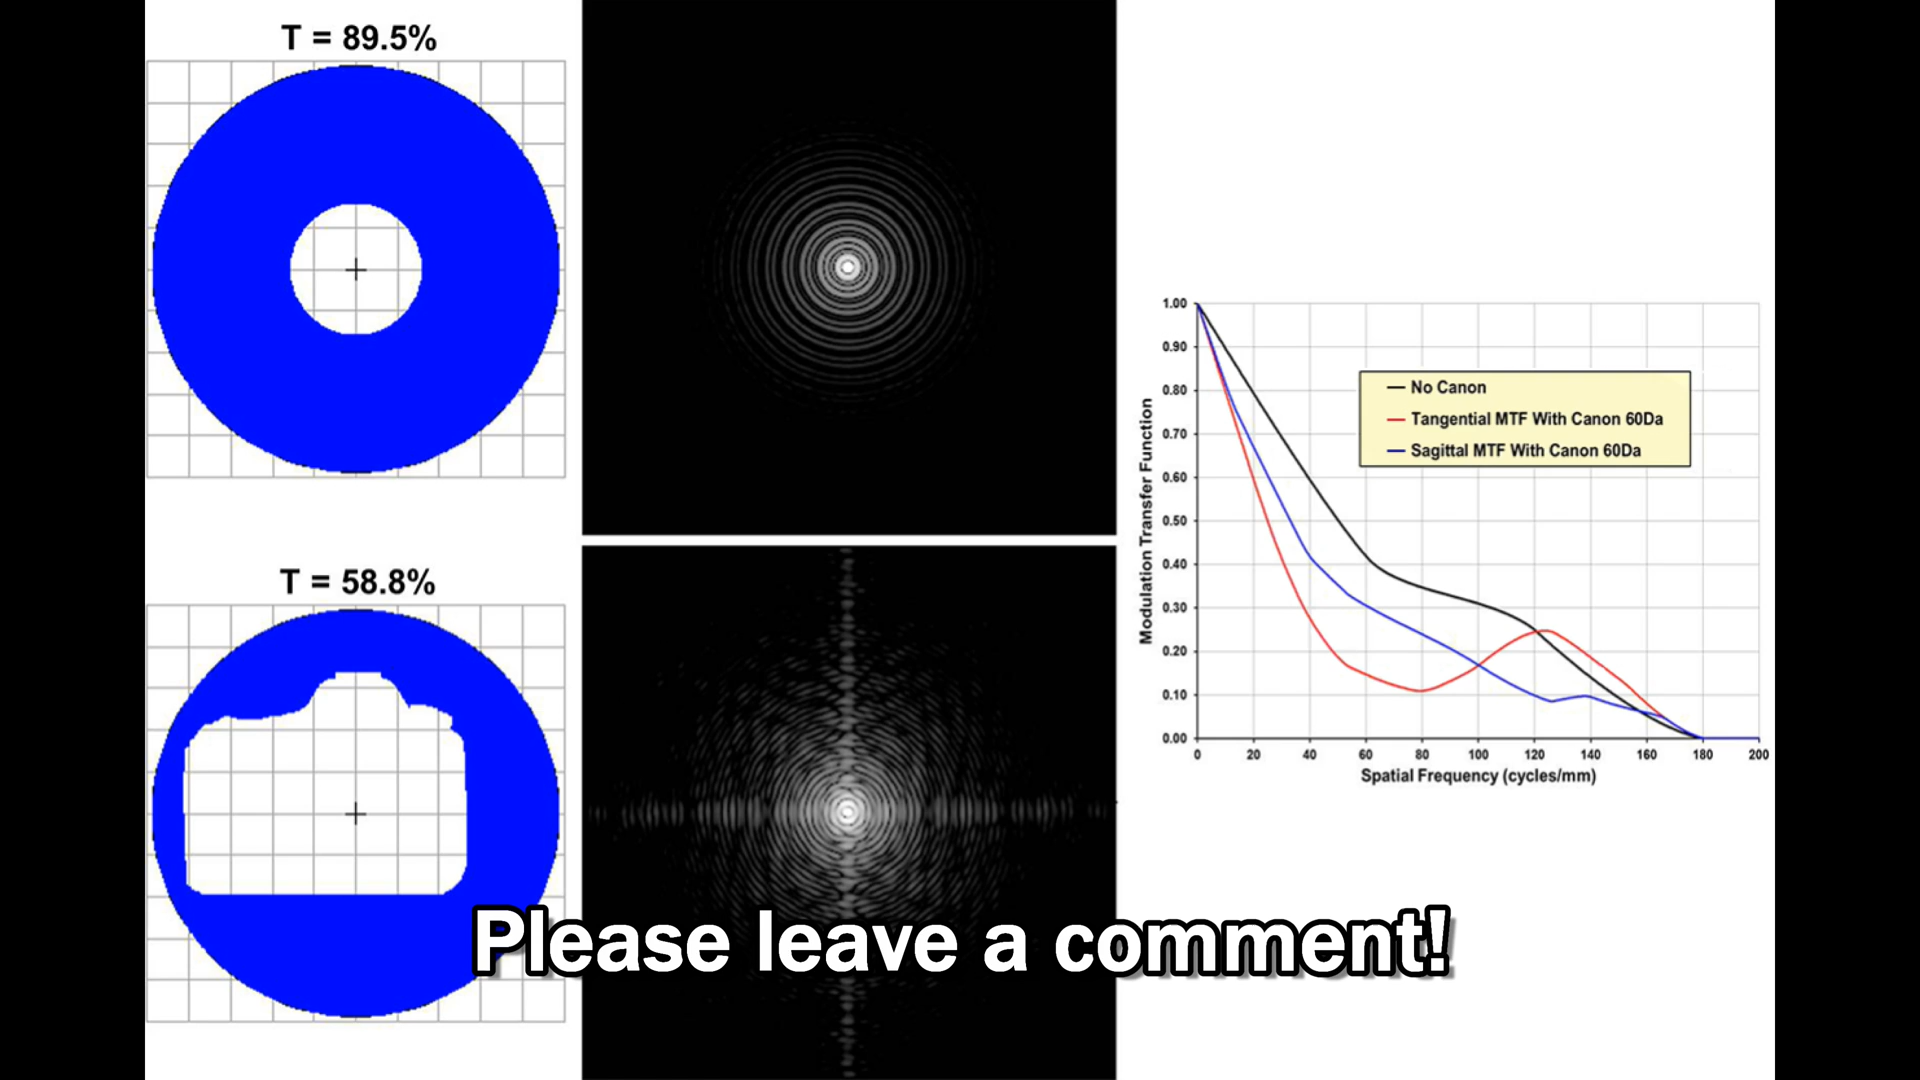 T = 89.5%
T = 58.8%
Modulation Transfer Function
1.00
0.90
0.80
0.70
0.60
0.50
0.40
0.30
0.20
0.10
0.00
No Canon
Tangential MTF With Canon 60Da
Sagittal MTF With Canon 60Da
0 20 40 60 80 100 120 140 160 180 200
Spatial Frequency (cycles/mm)
Please leave a comment!